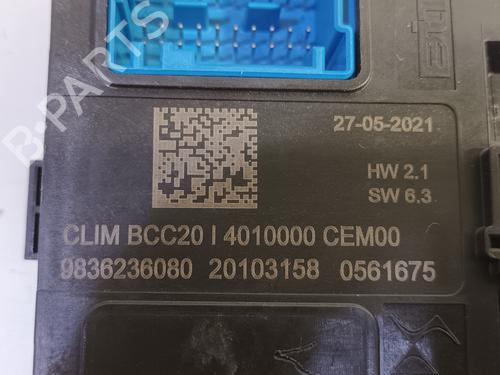 B-PARTS
27-05-2021
HW 2.1
SW 6.3
CLIM BCC20 I 4010000 CEM00
9836236080 20103158 0561675